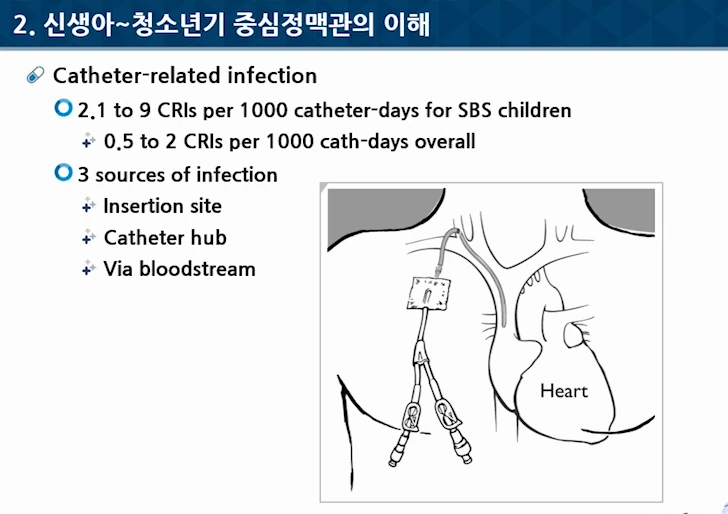 2. 신생아~청소년기 중심정맥관의 이해
Catheter-related infection
2.1 to 9 CRIs per 1000 catheter-days for SBS children
0.5 to 2 CRIs per 1000 cath-days overall
3 sources of infection
Insertion site
Catheter hub
Via bloodstream
Heart